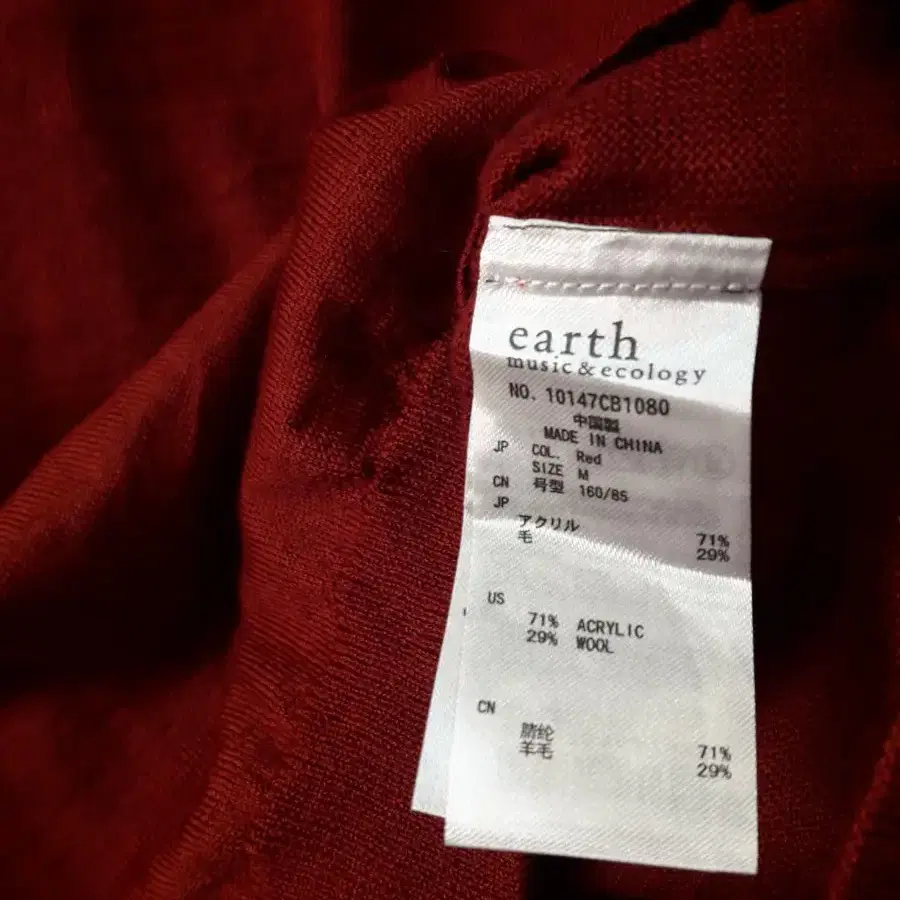 earth
music&ecology
NO. 10147CB1080
中国製
MADE IN CHINA
JP COL. Red
SIZE M
CN 号型 160/85
JP
アクリル 71%
毛 29%
US
71% ACRYLIC
29% WOOL
CN
腈纶 71%
羊毛 29%